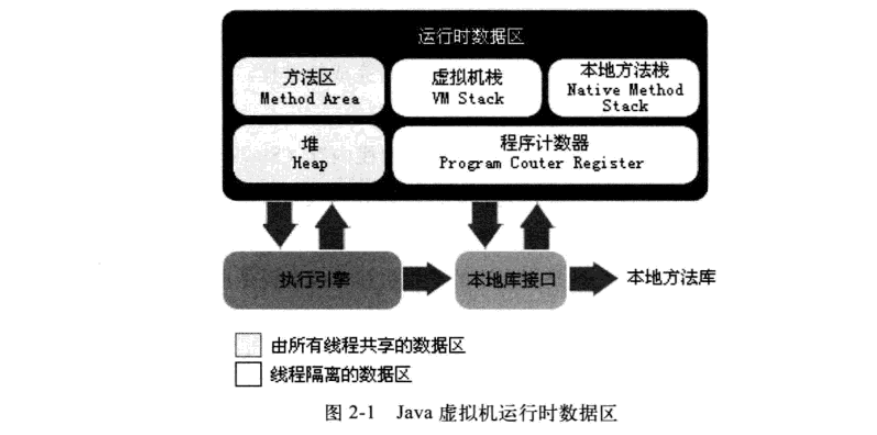 运行时数据区
方法区
Method Area
虚拟机栈
VM Stack
本地方法栈
Native Method
Stack
堆
Heap
程序计数器
Program Couter Register
执行引擎
本地库接口
本地方法库
由所有线程共享的数据区
线程隔离的数据区
图 2-1 Java 虚拟机运行时数据区